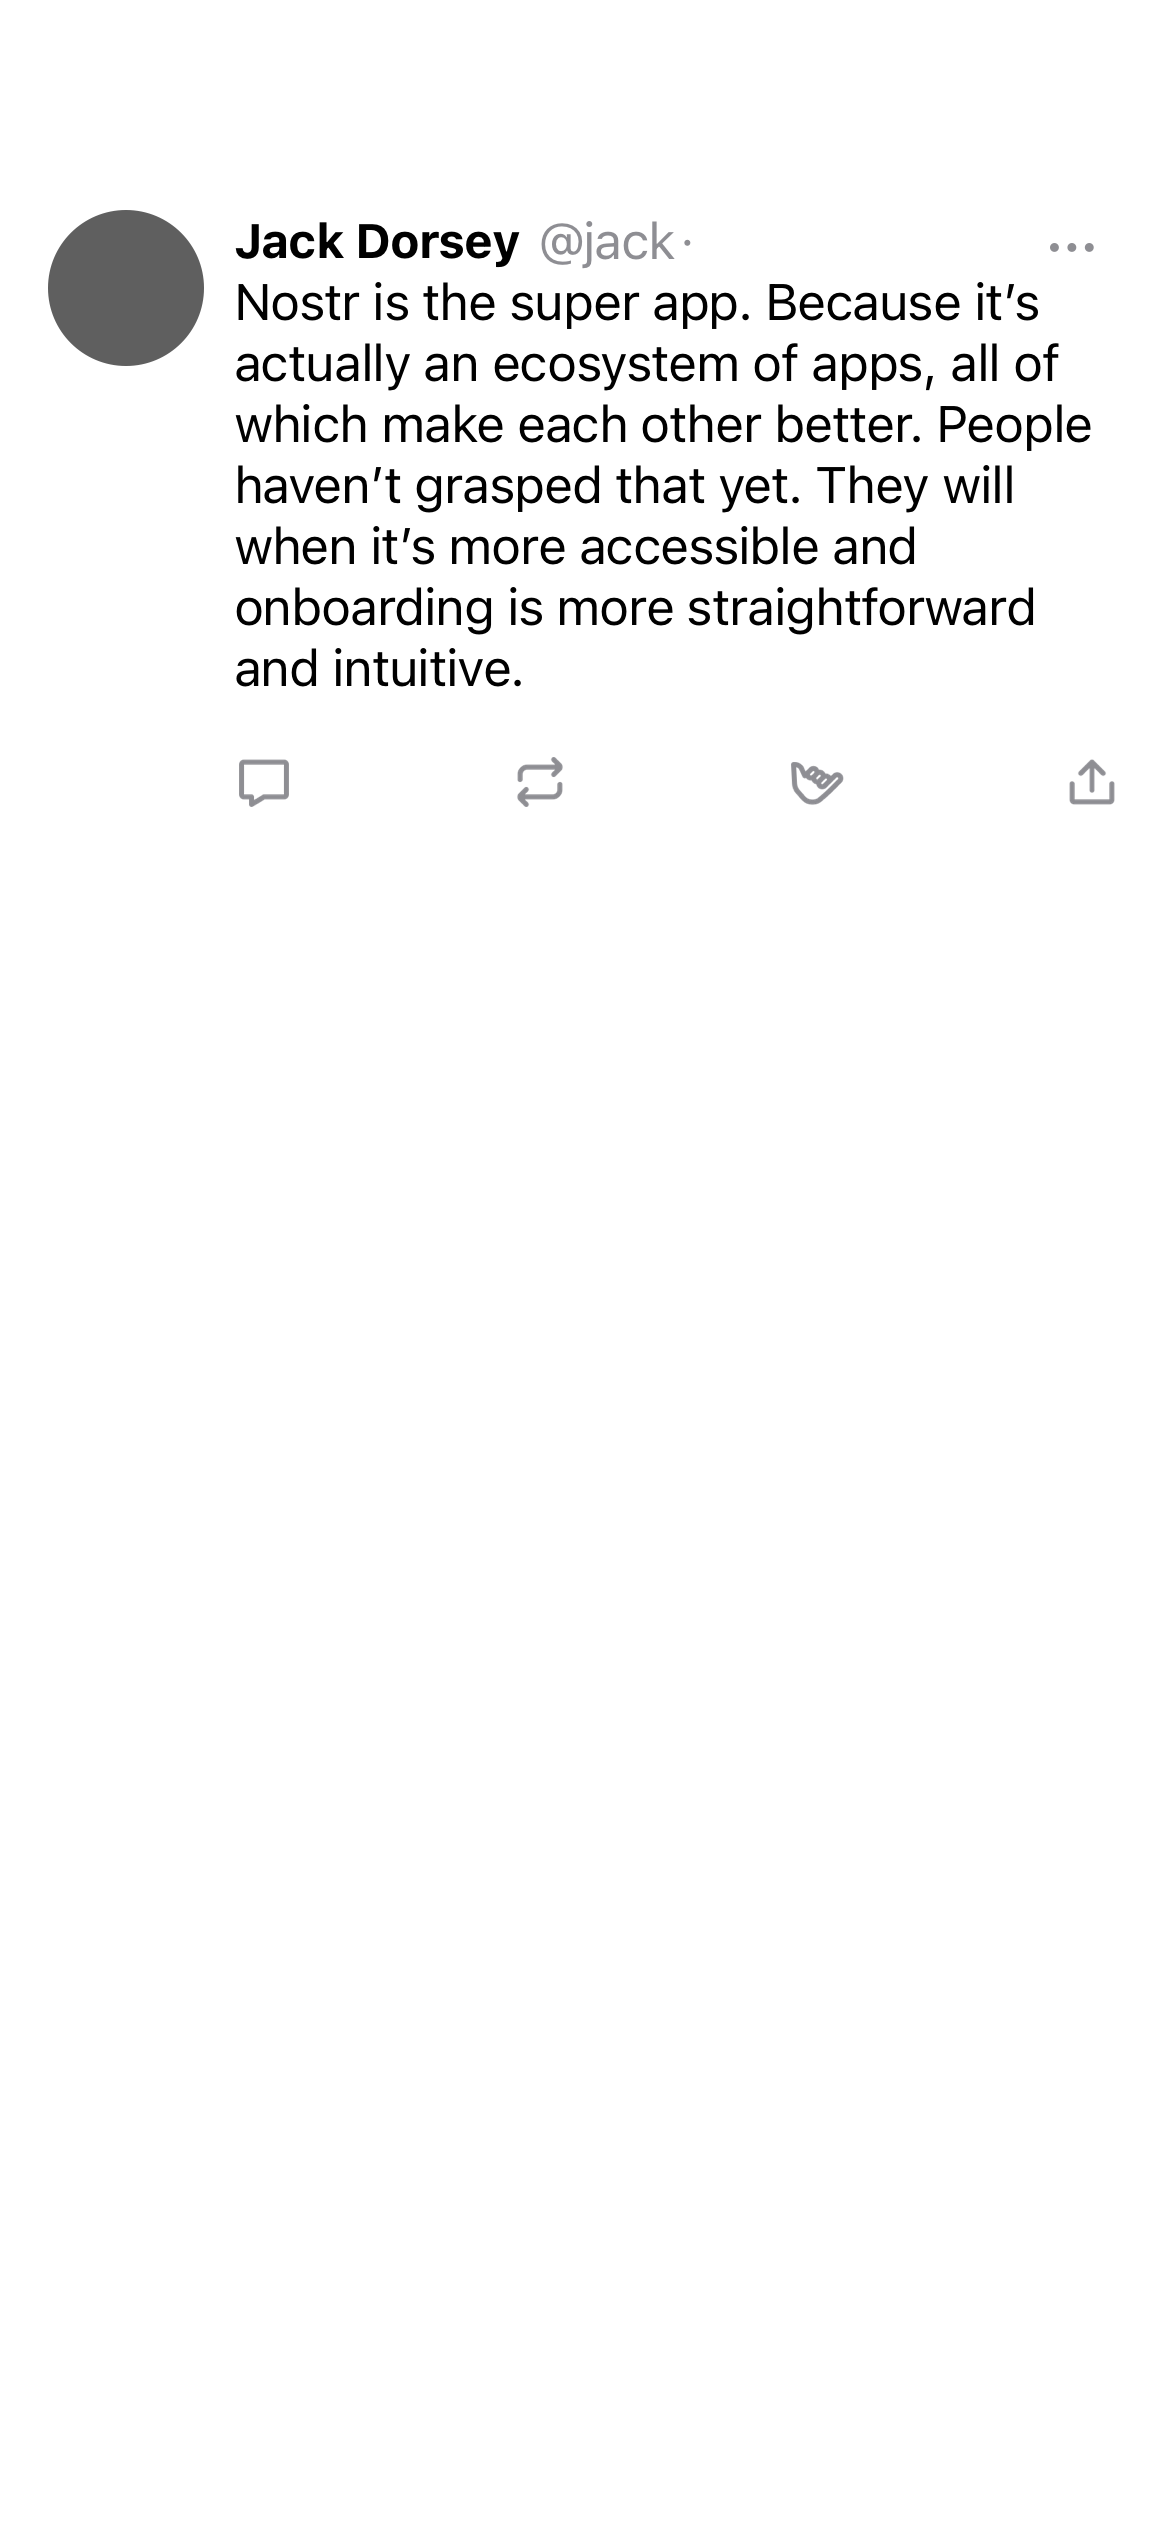 Jack Dorsey @jack·
Nostr is the super app. Because it’s
actually an ecosystem of apps, all of
which make each other better. People
haven’t grasped that yet. They will
when it’s more accessible and
onboarding is more straightforward
and intuitive.